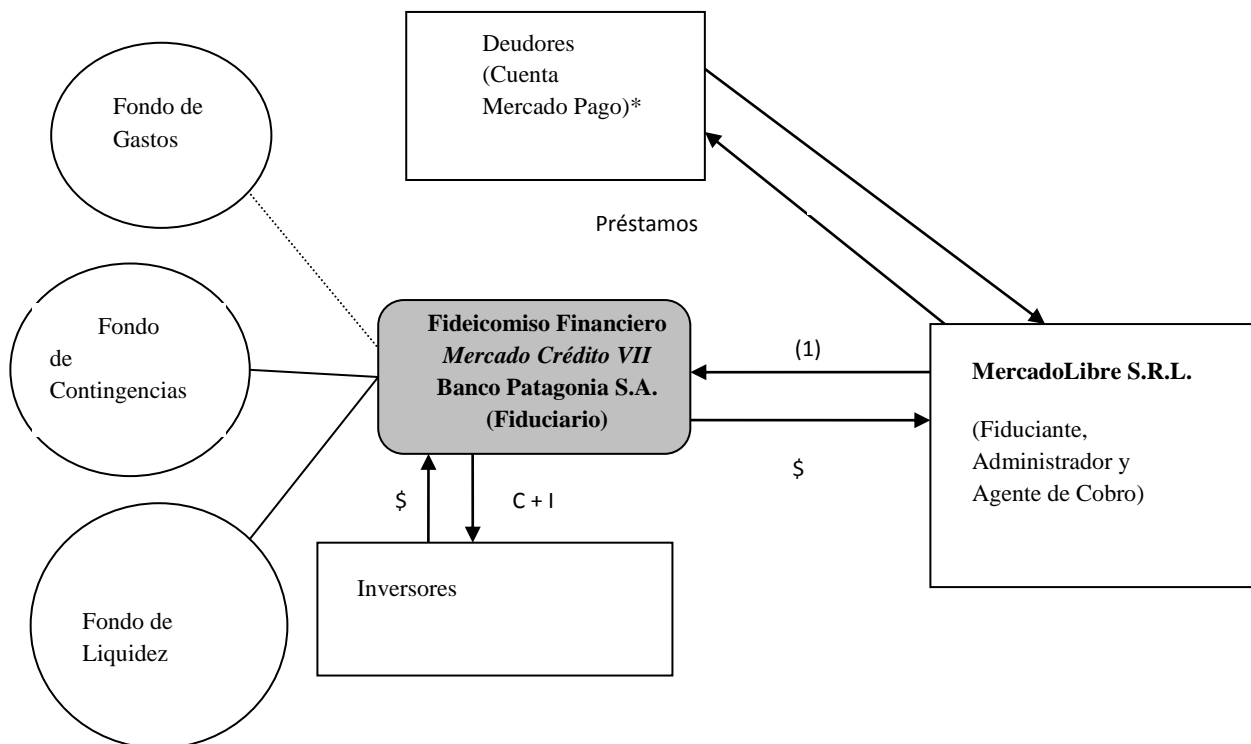 Deudores
(Cuenta
Mercado Pago)*
Fondo de
Gastos
Préstamos
Fondo
de
Contingencias
Fideicomiso Financiero
Mercado Crédito VII
Banco Patagonia S.A.
(Fiduciario)
(1)
MercadoLibre S.R.L.
(Fiduciante,
Administrador y
Agente de Cobro)
$
$
C + I
Inversores
Fondo de
Liquidez